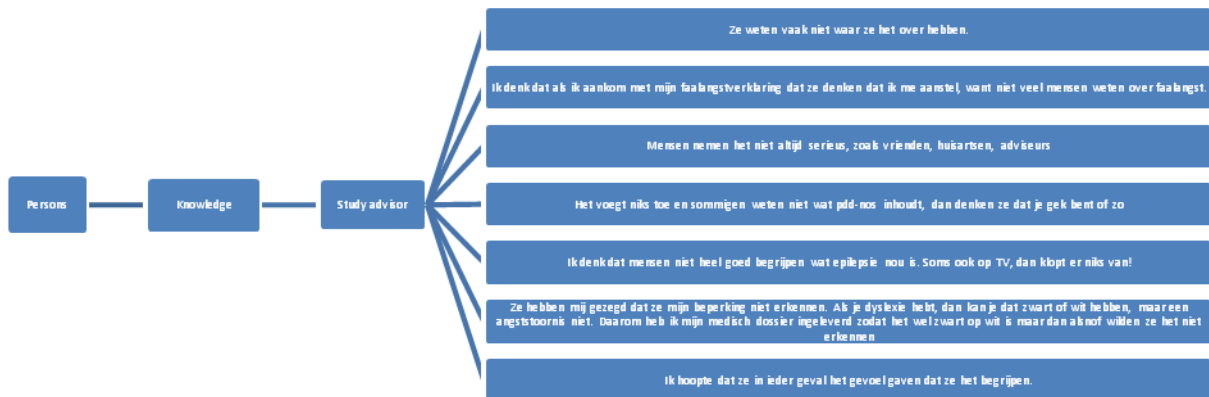 Persons
Knowledge
Study advisor
Ze weten vaak niet waar ze het over hebben.
Ik denk dat als ik aankom met mijn faalangstverklaring dat ze denken dat ik me aanstel, want niet veel mensen weten over faalangst.
Mensen nemen het niet altijd serieus, zoals vrienden, huisartsen, adviseurs
Het voegt niks toe en sommigen weten niet wat pdd-nos inhoudt, dan denken ze dat je gek bent of zo
Ik denk dat mensen niet heel goed begrijpen wat epilepsie nou is. Soms ook op TV, dan klopt er niks van!
Ze hebben mij gezegd dat ze mijn beperking niet erkennen. Als je dyslexie hebt, dan kan je dat zwart of wit hebben, maar een
angststoornis niet. Daarom heb ik mijn medisch dossier ingeleverd zodat het wel zwart op wit is maar dan alsnof wilden ze het niet
erkennen
Ik hoopte dat ze in ieder geval het gevoel gaven dat ze het begrijpen.